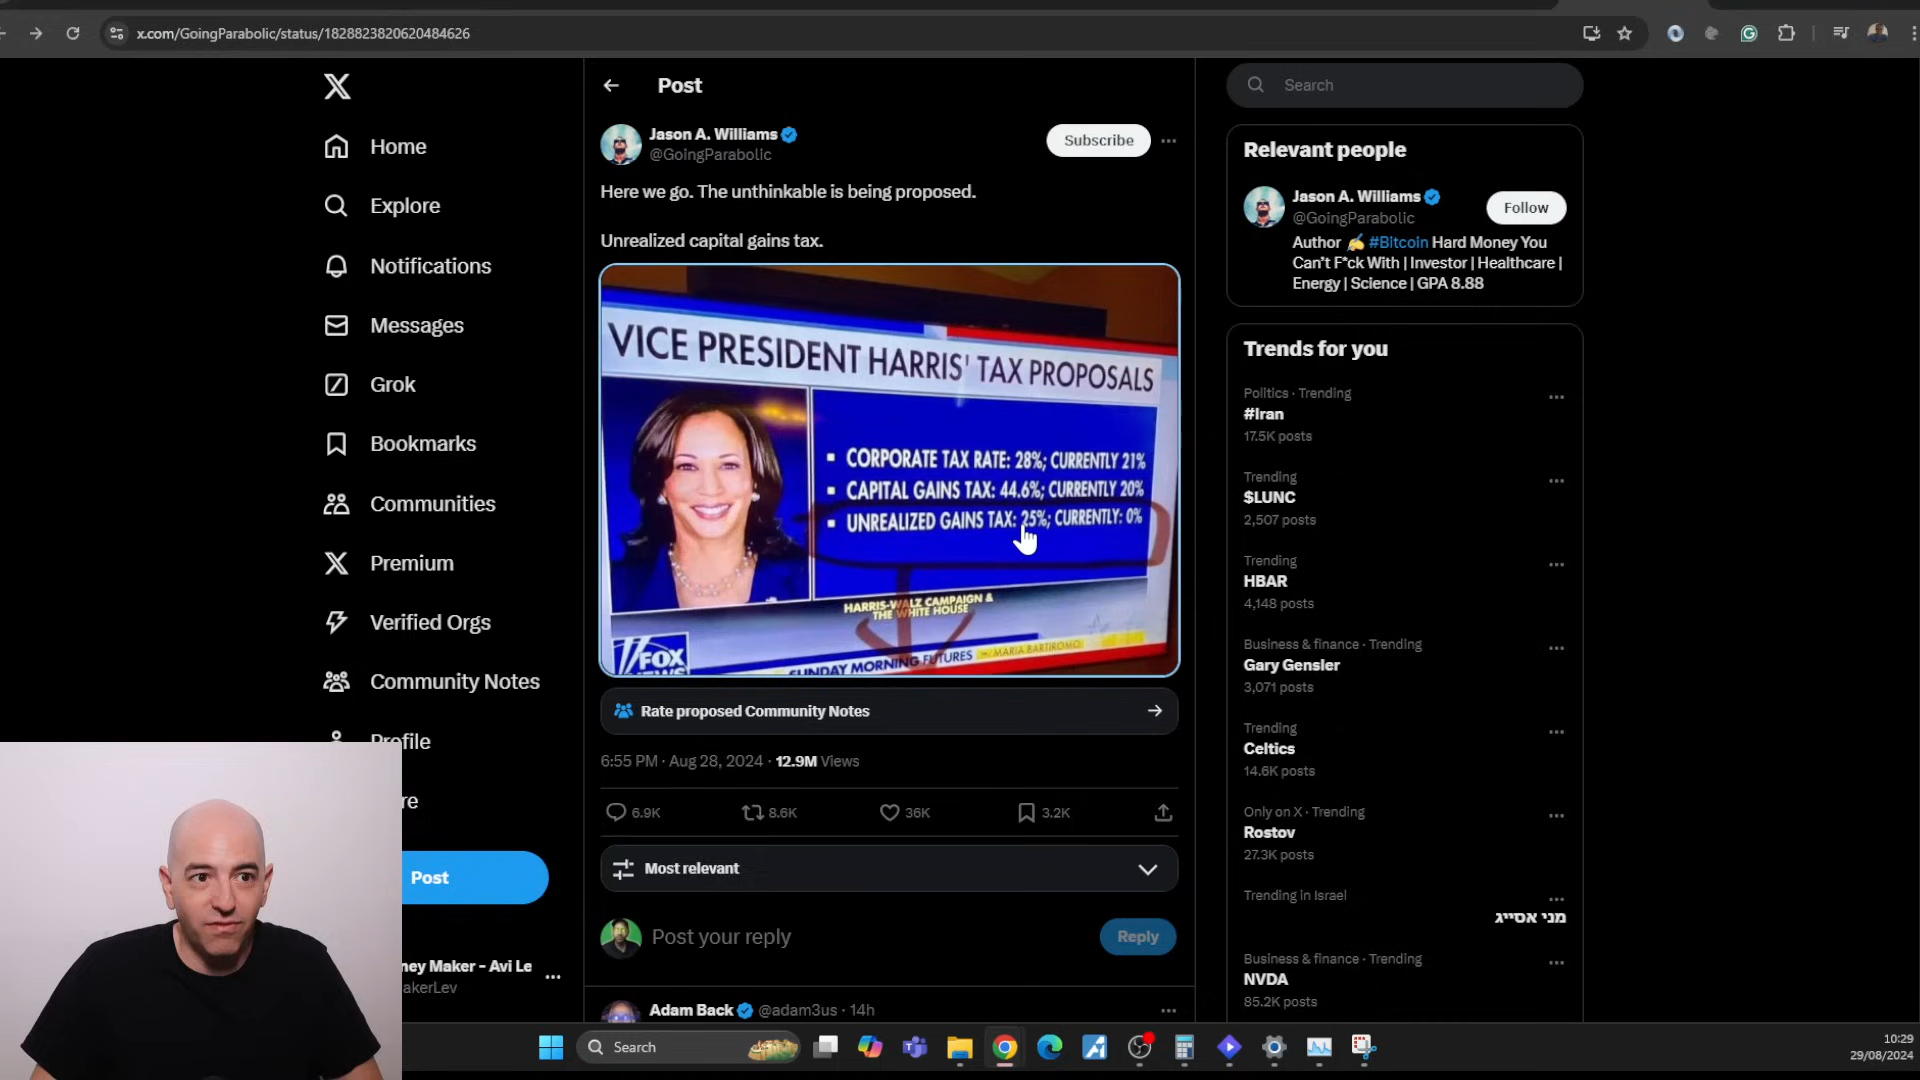 x.com/GoingParabolic/status/1828823820620484626
Home
Explore
Notifications
Messages
Grok
Bookmarks
Communities
Premium
Verified Orgs
Community Notes
Profile
re
Post
ney Maker - Avi Le
akerLev
Post
Jason A. Williams
@GoingParabolic
Subscribe
Here we go. The unthinkable is being proposed.
Unrealized capital gains tax.
VICE PRESIDENT HARRIS' TAX PROPOSALS
CORPORATE TAX RATE: 28%; CURRENTLY 21%
CAPITAL GAINS TAX: 44.6%; CURRENTLY 20%
UNREALIZED GAINS TAX: 25%; CURRENTLY: 0%
HARRIS-WALZ CAMPAIGN &
THE WHITE HOUSE
FOX
NEWS
SUNDAY MORNING FUTURES W/ MARIA BARTIROMO
Rate proposed Community Notes
6:55 PM · Aug 28, 2024 · 12.9M Views
6.9K
8.6K
36K
3.2K
Most relevant
Post your reply
Reply
Adam Back @adam3us · 14h
Search
Relevant people
Jason A. Williams
@GoingParabolic
Follow
Author ✍️ #Bitcoin Hard Money You
Can't F*ck With | Investor | Healthcare |
Energy | Science | GPA 8.88
Trends for you
Politics · Trending
#Iran
17.5K posts
Trending
$LUNC
2,507 posts
Trending
HBAR
4,148 posts
Business & finance · Trending
Gary Gensler
3,071 posts
Trending
Celtics
14.6K posts
Only on X · Trending
Rostov
27.3K posts
Trending in Israel
מני אסייג
Business & finance · Trending
NVDA
85.2K posts
Search
10:29
29/08/2024